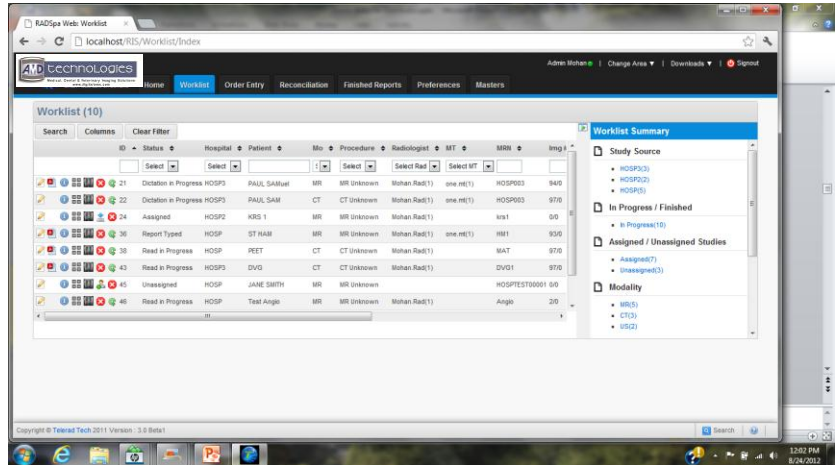 RADSpa Web: Worklist
localhost/RIS/Worklist/Index
AMD technologies
Medical, Dental & Veterinary Imaging Solutions
Admin Mohan | Change Area | Downloads | Signout
Home Worklist Order Entry Reconciliation Finished Reports Preferences Masters
Worklist (10)
Search Columns Clear Filter
ID Status Hospital Patient Mo Procedure Radiologist MT MRN Img
Select Select Select Select Rad Select MT
21 Dictation in Progress HOSP3 PAUL SAMuel MR MR Unknown Mohan.Rad(1) one.mt(1) HOSP003 94/0
22 Dictation in Progress HOSP3 PAUL SAM CT CT Unknown Mohan.Rad(1) one.mt(1) HOSP003 97/0
24 Assigned HOSP2 KRS 1 MR MR Unknown Mohan.Rad(1) krs1 0/0
36 Report Typed HOSP ST HAM MR MR Unknown Mohan.Rad(1) one.mt(1) HM1 93/0
38 Read in Progress HOSP PEET CT CT Unknown Mohan.Rad(1) MAT 97/0
43 Read in Progress HOSP3 DVG CT CT Unknown Mohan.Rad(1) DVG1 97/0
45 Unassigned HOSP JANE SMITH MR MR Unknown HOSPTEST00001 0/0
46 Read in Progress HOSP Test Angio MR MR Unknown Mohan.Rad(1) Angio 2/0
Worklist Summary
Study Source
HOSP3(3)
HOSP2(2)
HOSP(5)
In Progress / Finished
In Progress(10)
Assigned / Unassigned Studies
Assigned(7)
Unassigned(3)
Modality
MR(5)
CT(3)
US(2)
Copyright © Telerad Tech 2011 Version : 3.0 Beta1
Search
12:02 PM
8/24/2012